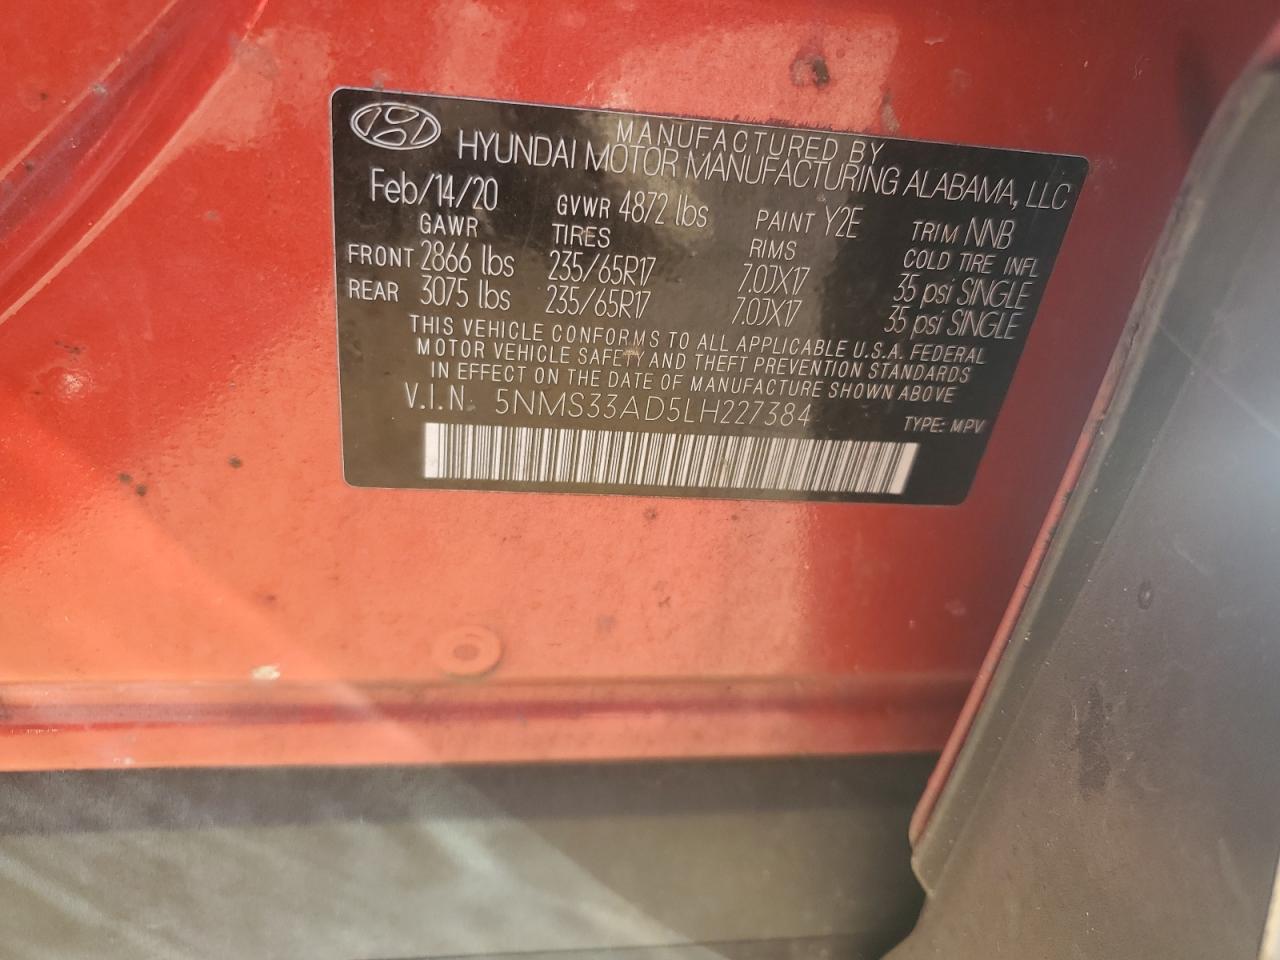 MANUFACTURED BY
HYUNDAI MOTOR MANUFACTURING ALABAMA, LLC
Feb/14/20 GVWR 4872 lbs PAINT Y2E TRIM NNB
GAWR TIRES RIMS COLD TIRE INFL
FRONT 2866 lbs 235/65R17 7.0JX17 35 psi SINGLE
REAR 3075 lbs 235/65R17 7.0JX17 35 psi SINGLE
THIS VEHICLE CONFORMS TO ALL APPLICABLE U.S.A. FEDERAL
MOTOR VEHICLE SAFETY AND THEFT PREVENTION STANDARDS
IN EFFECT ON THE DATE OF MANUFACTURE SHOWN ABOVE
V.I.N. 5NMS33AD5LH227384 TYPE: MPV